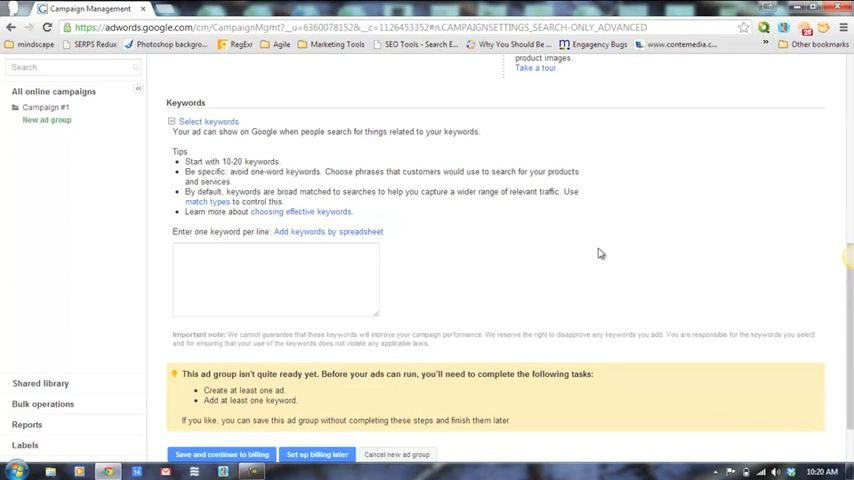 Campaign Management
https://adwords.google.com/cm/CampaignMgmt?__u=6360078152&__c=1126453352#n.CAMPAIGNSETTINGS_SEARCH-ONLY_ADVANCED
mindscape SERPS Redux Photoshop backgro... RegExr Agile Marketing Tools SEO Tools - Search E... Why You Should Be ... Engagency Bugs www.contemedia.c... » Other bookmarks
Search
product images.
Take a tour.
All online campaigns
Campaign #1
New ad group
Keywords
Select keywords
Your ad can show on Google when people search for things related to your keywords.
Tips
Start with 10-20 keywords.
Be specific: avoid one-word keywords. Choose phrases that customers would use to search for your products
and services.
By default, keywords are broad matched to searches to help you capture a wider range of relevant traffic. Use
match types to control this.
Learn more about choosing effective keywords.
Enter one keyword per line. Add keywords by spreadsheet
Important note: We cannot guarantee that these keywords will improve your campaign performance. We reserve the right to disapprove any keywords you add. You are responsible for the keywords you select
and for ensuring that your use of the keywords does not violate any applicable laws.
This ad group isn't quite ready yet. Before your ads can run, you'll need to complete the following tasks:
Create at least one ad.
Add at least one keyword.
If you like, you can save this ad group without completing these steps and finish them later.
Shared library
Bulk operations
Reports
Labels
Save and continue to billing Set up billing later Cancel new ad group
10:20 AM